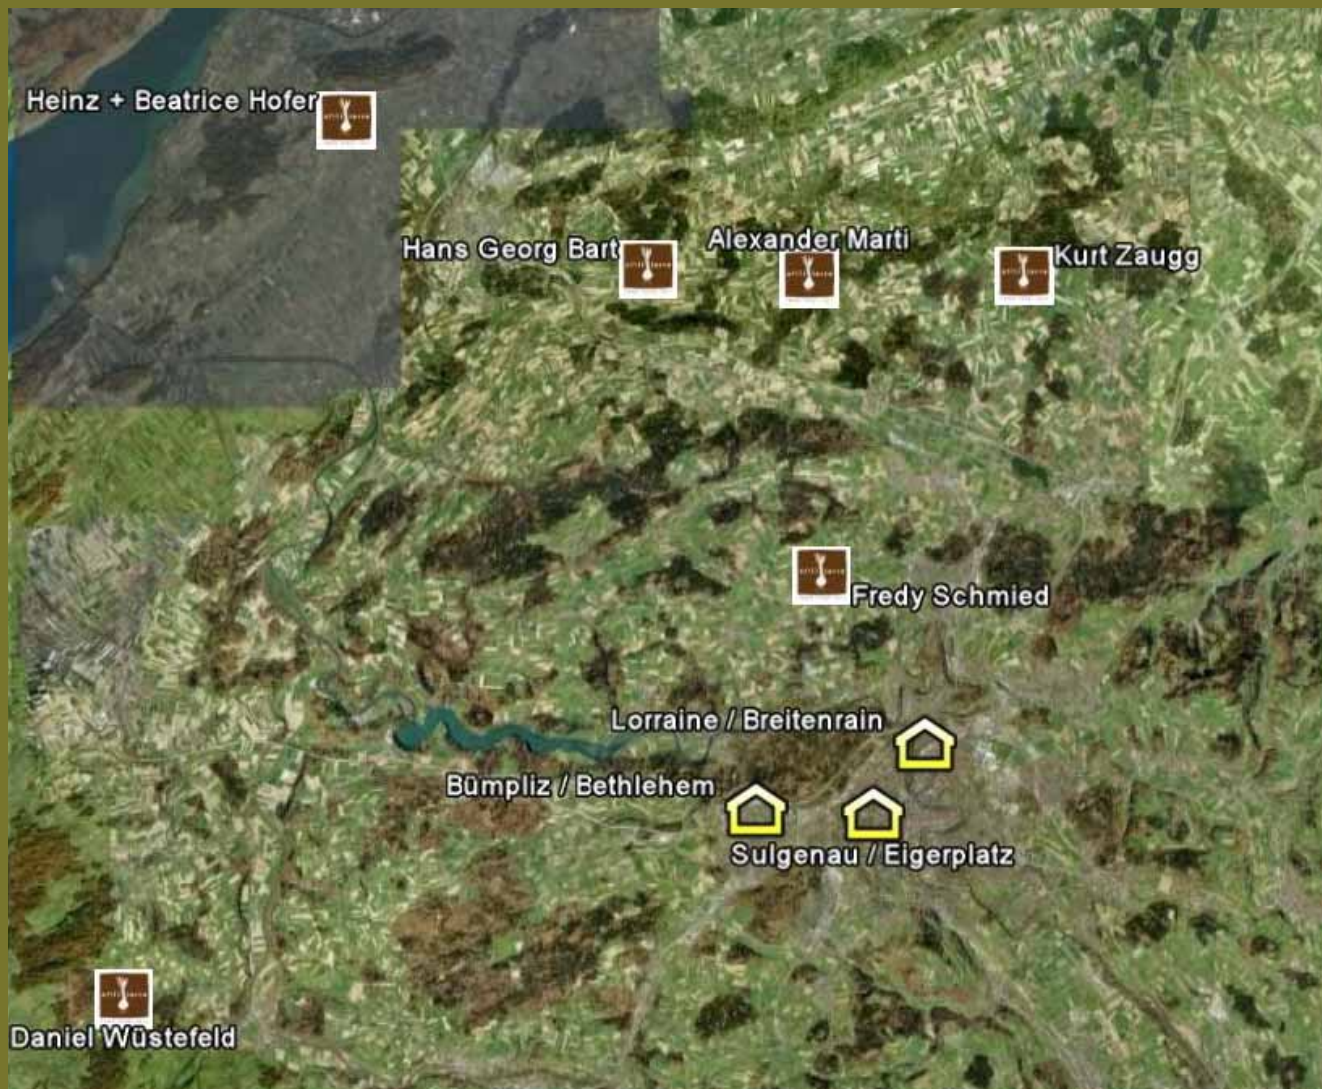 Heinz + Beatrice Hofer
Hans Georg Bart
Alexander Marti
Kurt Zaugg
Fredy Schmied
Lorraine / Breitenrain
Bümpliz / Bethlehem
Sulgenau / Eigerplatz
Daniel Wüstefeld